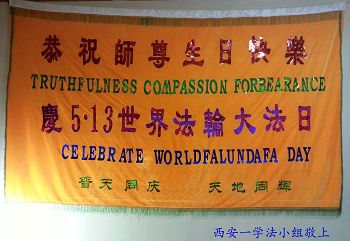 恭祝師尊生日快樂
TRUTHFULNESS COMPASSION FORBEARANCE
慶5·13世界法輪大法日
CELEBRATE WORLDFALUNDAFA DAY
普天同庆 天地同辉
西安一学法小组敬上